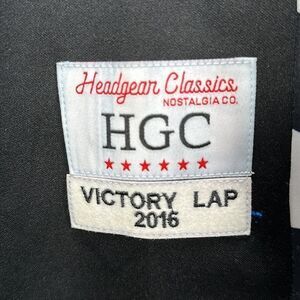 Headgear Classics
NOSTALGIA CO.
HGC
★★★★★★
VICTORY LAP
2016